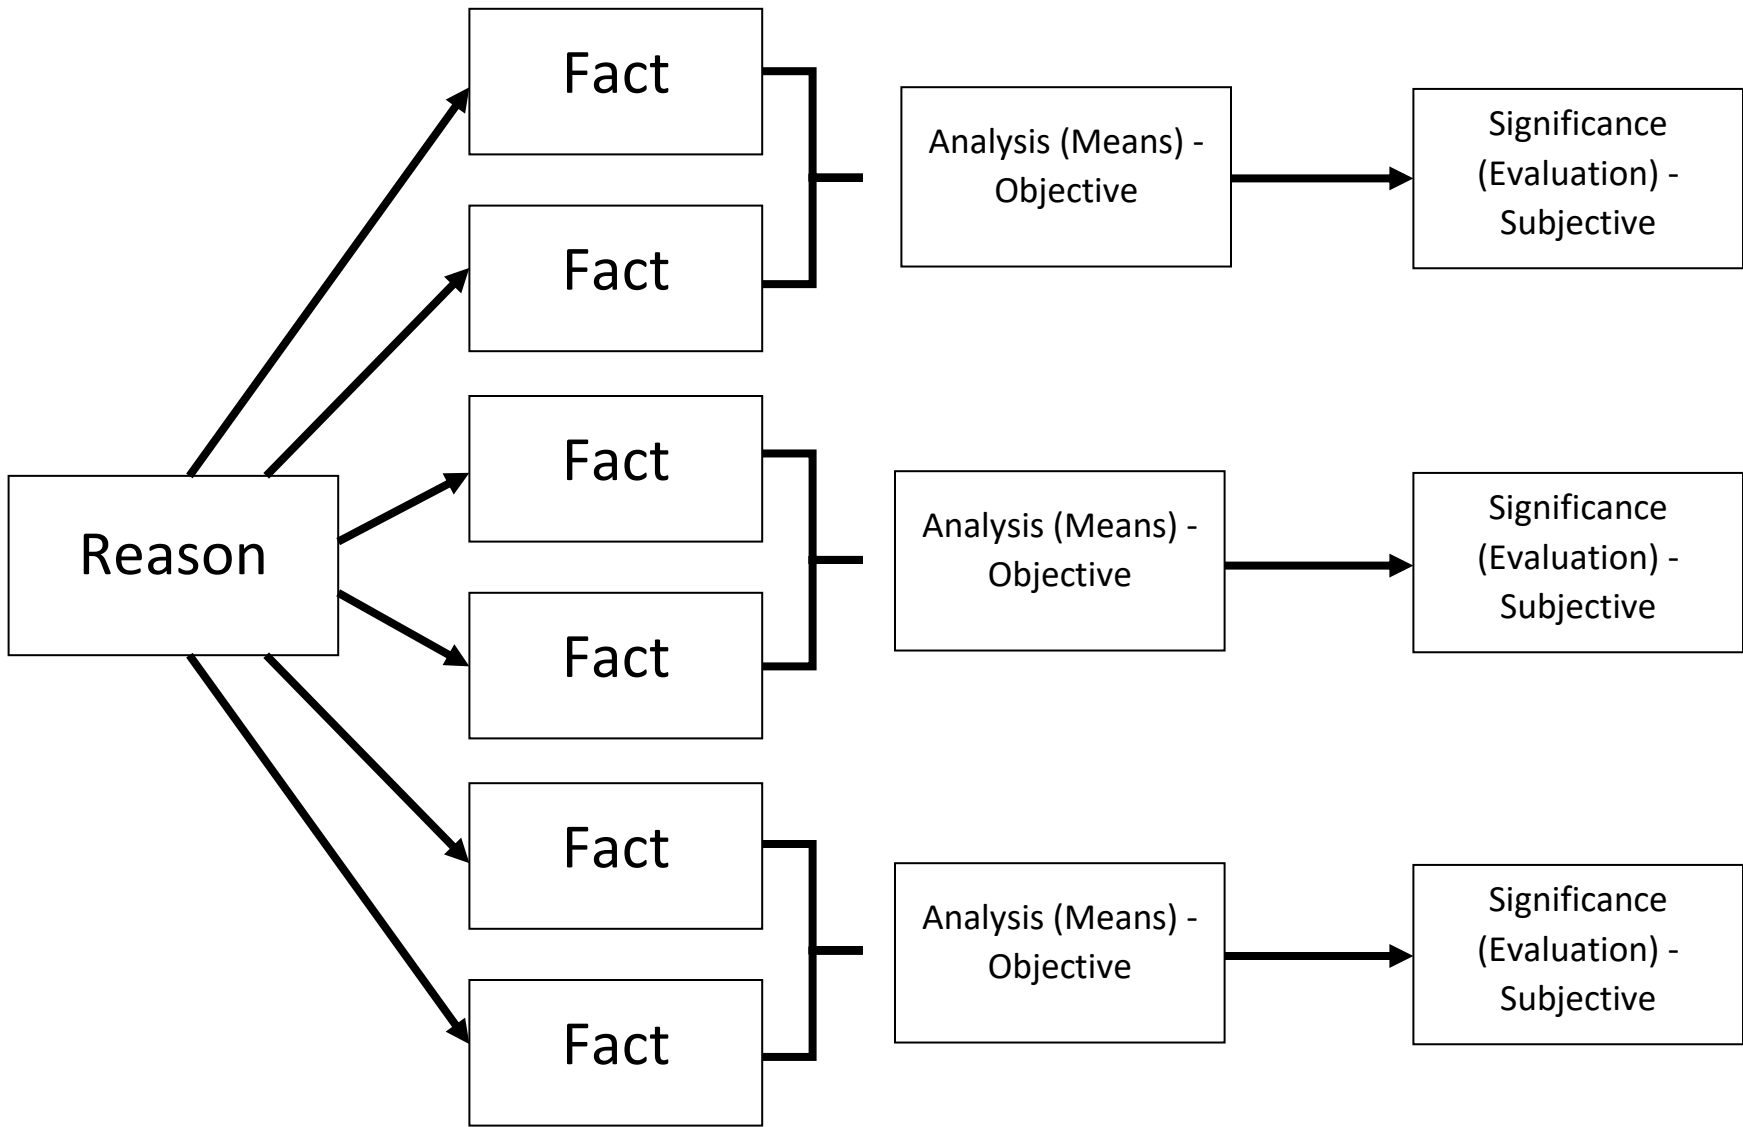 Fact
Analysis (Means) -
Objective
Significance
(Evaluation) -
Subjective
Fact
Reason
Fact
Analysis (Means) -
Objective
Significance
(Evaluation) -
Subjective
Fact
Fact
Analysis (Means) -
Objective
Significance
(Evaluation) -
Subjective
Fact